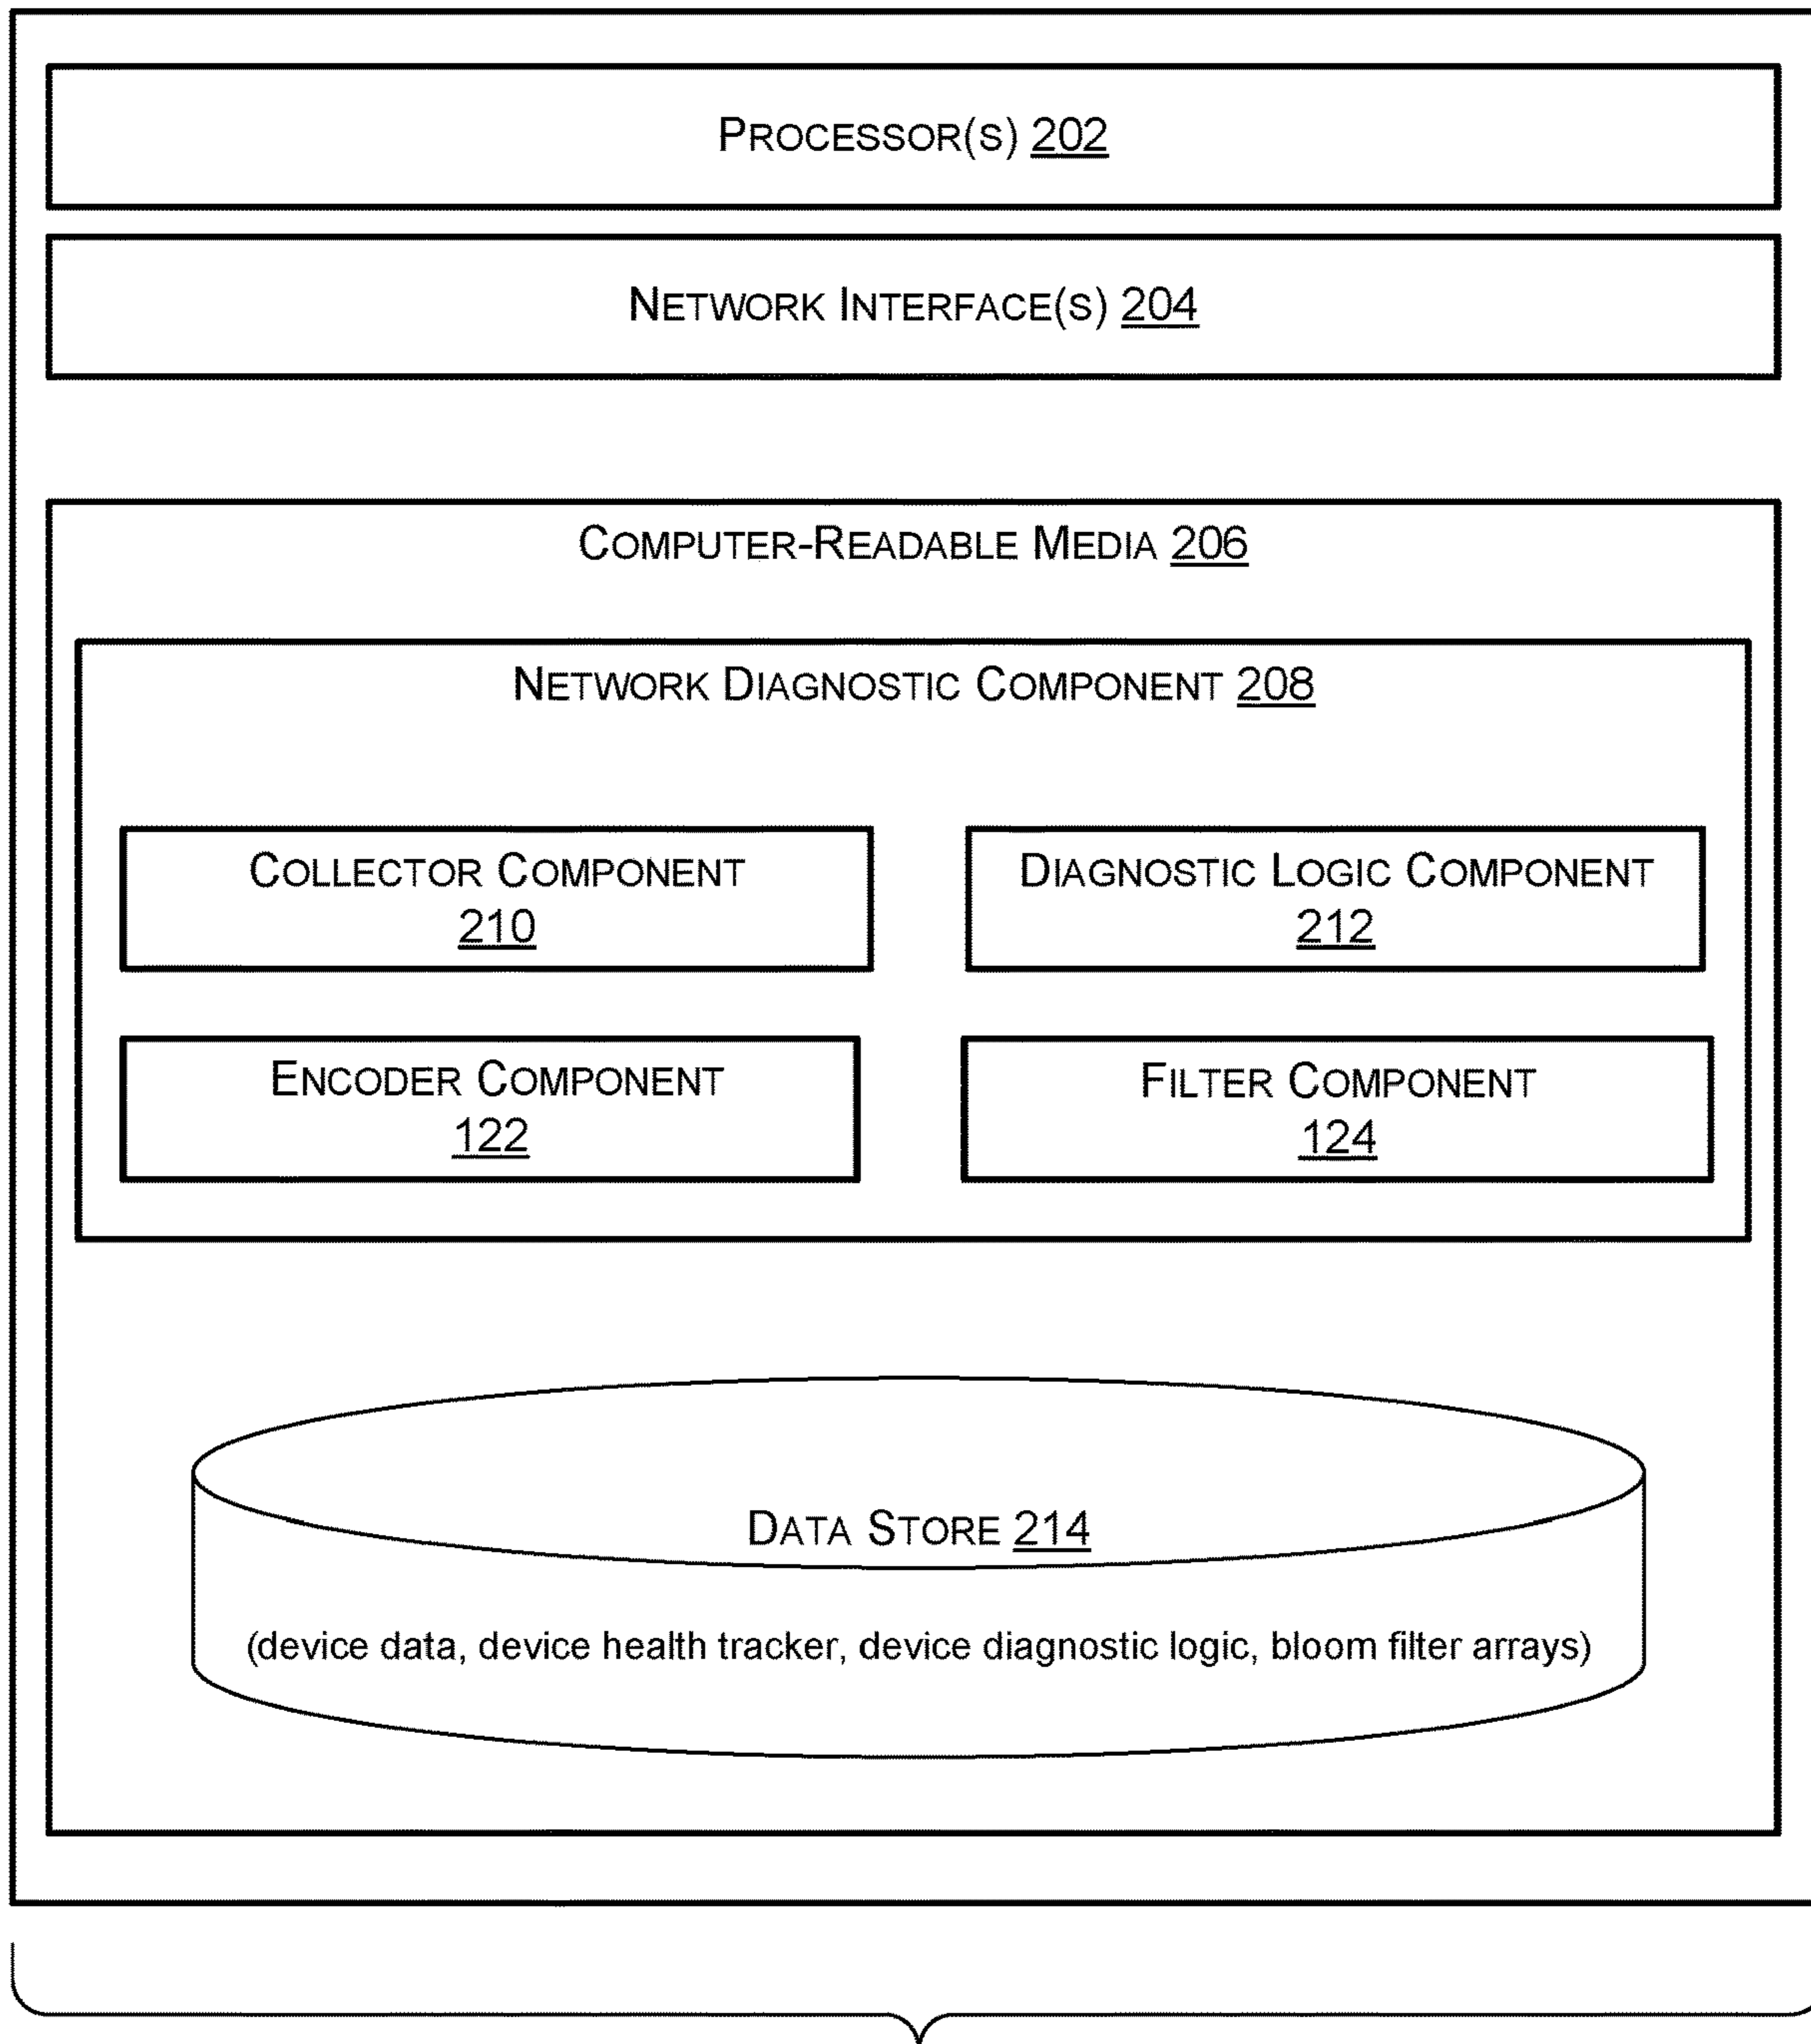 PROCESSOR(S) 202
NETWORK INTERFACE(S) 204
COMPUTER-READABLE MEDIA 206
NETWORK DIAGNOSTIC COMPONENT 208
COLLECTOR COMPONENT
210
DIAGNOSTIC LOGIC COMPONENT
212
ENCODER COMPONENT
122
FILTER COMPONENT
124
DATA STORE 214
(device data, device health tracker, device diagnostic logic, bloom filter arrays)